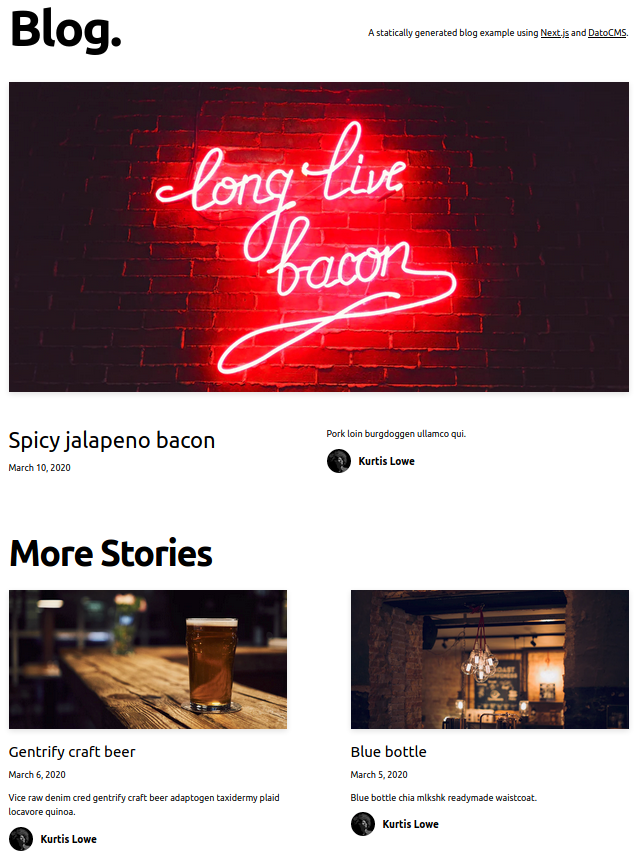 Blog.
A statically generated blog example using Next.js and DatoCMS.
long live
bacon
Spicy jalapeno bacon
March 10, 2020
Pork loin burgdoggen ullamco qui.
Kurtis Lowe
More Stories
Gentrify craft beer
March 6, 2020
Vice raw denim cred gentrify craft beer adaptogen taxidermy plaid
locavore quinoa.
Kurtis Lowe
Blue bottle
March 5, 2020
Blue bottle chia mlkshk readymade waistcoat.
Kurtis Lowe